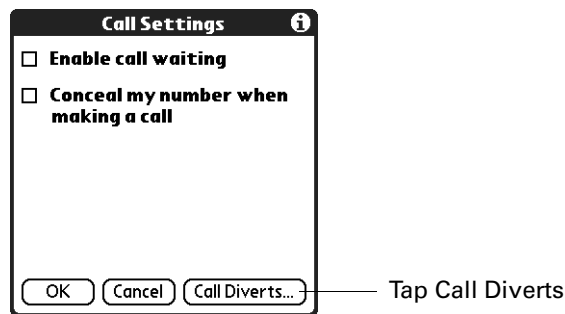 Call Settings i
Enable call waiting
Conceal my number when
making a call
OK Cancel Call Diverts... Tap Call Diverts